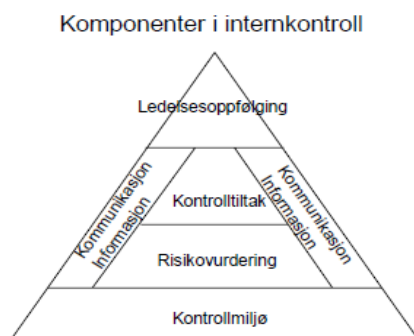 Komponenter i internkontroll
Ledelsesoppfølging
Kommunikasjon
Informasjon
Kommunikasjon
Informasjon
Kontrolltiltak
Risikovurdering
Kontrollmiljø